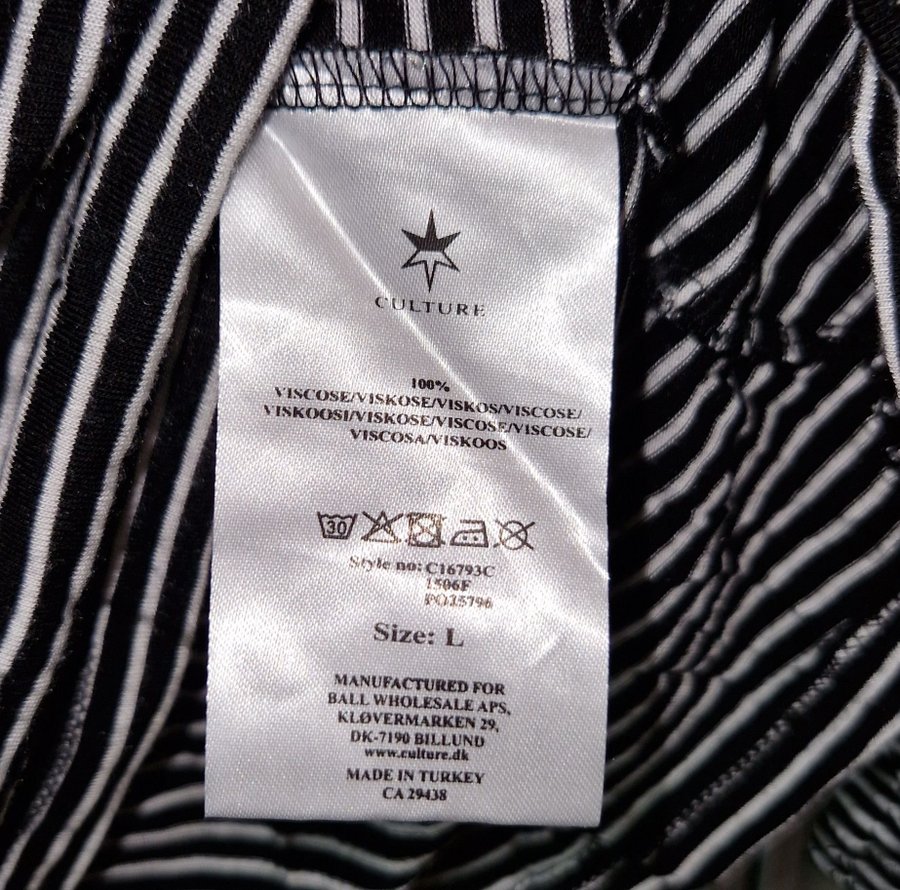 CULTURE
100%
VISCOSE/VISKOSE/VISKOS/VISCOSE/
VISKOOSI/VISKOSE/VISCOSE/VISCOSE/
VISCOSA/VISKOOS
30
Style no: C16793C
1506F
PO15796
Size: L
MANUFACTURED FOR
BALL WHOLESALE APS,
KLØVERMARKEN 29,
DK-7190 BILLUND
www.culture.dk
MADE IN TURKEY
CA 29438